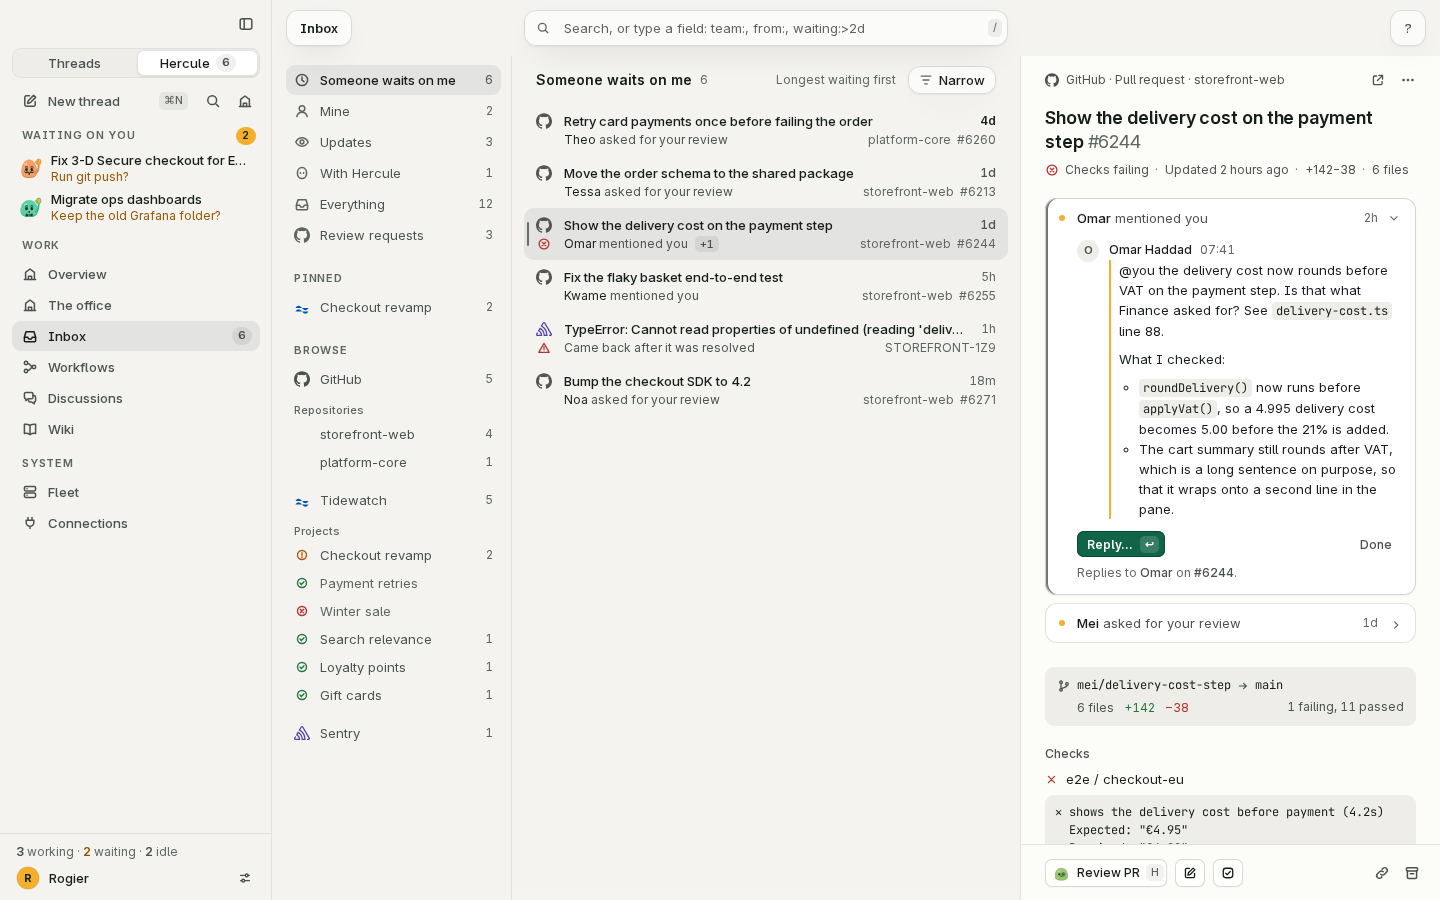 Threads
Hercule 6
New thread ⌘N
WAITING ON YOU 2
Fix 3-D Secure checkout for E…
Run git push?
Migrate ops dashboards
Keep the old Grafana folder?
WORK
Overview
The office
Inbox 6
Workflows
Discussions
Wiki
SYSTEM
Fleet
Connections
3 working · 2 waiting · 2 idle
R Rogier
Inbox
Someone waits on me 6
Mine 2
Updates 3
With Hercule 1
Everything 12
Review requests 3
PINNED
Checkout revamp 2
BROWSE
GitHub 5
Repositories
storefront-web 4
platform-core 1
Tidewatch 5
Projects
Checkout revamp 2
Payment retries
Winter sale
Search relevance 1
Loyalty points 1
Gift cards 1
Sentry 1
Search, or type a field: team:, from:, waiting:>2d /
?
Someone waits on me 6 Longest waiting first Narrow
Retry card payments once before failing the order 4d
Theo asked for your review platform-core #6260
Move the order schema to the shared package 1d
Tessa asked for your review storefront-web #6213
Show the delivery cost on the payment step 1d
Omar mentioned you +1 storefront-web #6244
Fix the flaky basket end-to-end test 5h
Kwame mentioned you storefront-web #6255
TypeError: Cannot read properties of undefined (reading 'deliv… 1h
Came back after it was resolved STOREFRONT-1Z9
Bump the checkout SDK to 4.2 18m
Noa asked for your review storefront-web #6271
GitHub · Pull request · storefront-web
Show the delivery cost on the payment
step #6244
Checks failing · Updated 2 hours ago · +142−38 · 6 files
Omar mentioned you 2h
O Omar Haddad 07:41
@you the delivery cost now rounds before
VAT on the payment step. Is that what
Finance asked for? See delivery-cost.ts
line 88.
What I checked:
roundDelivery() now runs before
applyVat(), so a 4.995 delivery cost
becomes 5.00 before the 21% is added.
The cart summary still rounds after VAT,
which is a long sentence on purpose, so
that it wraps onto a second line in the
pane.
Reply… ↩ Done
Replies to Omar on #6244.
Mei asked for your review 1d
mei/delivery-cost-step → main
6 files +142 −38 1 failing, 11 passed
Checks
e2e / checkout-eu
× shows the delivery cost before payment (4.2s)
Expected: "€4.95"
Review PR H